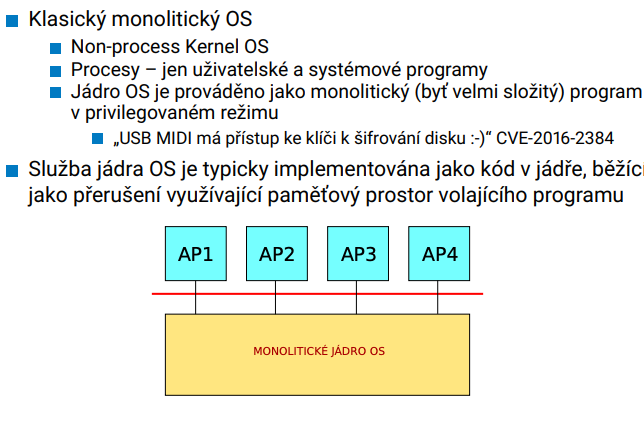 Klasický monolitický OS
Non-process Kernel OS
Procesy – jen uživatelské a systémové programy
Jádro OS je prováděno jako monolitický (byť velmi složitý) program
v privilegovaném režimu
„USB MIDI má přístup ke klíči k šifrování disku :-)“ CVE-2016-2384
Služba jádra OS je typicky implementována jako kód v jádře, běžící
jako přerušení využívající paměťový prostor volajícího programu
AP1 AP2 AP3 AP4
MONOLITICKÉ JÁDRO OS